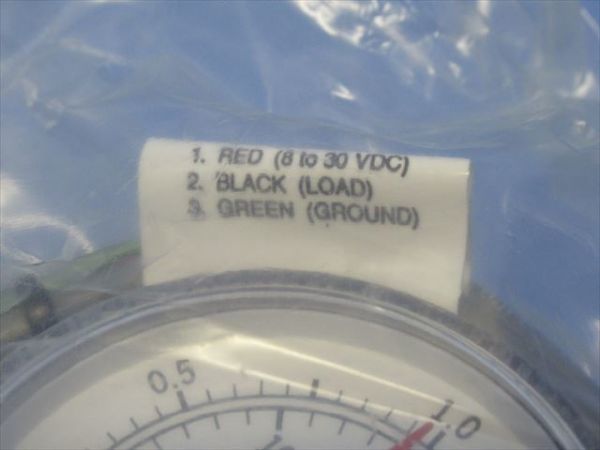 1. RED (8 to 30 VDC)
2. BLACK (LOAD)
3. GREEN (GROUND)
0.5
1.0